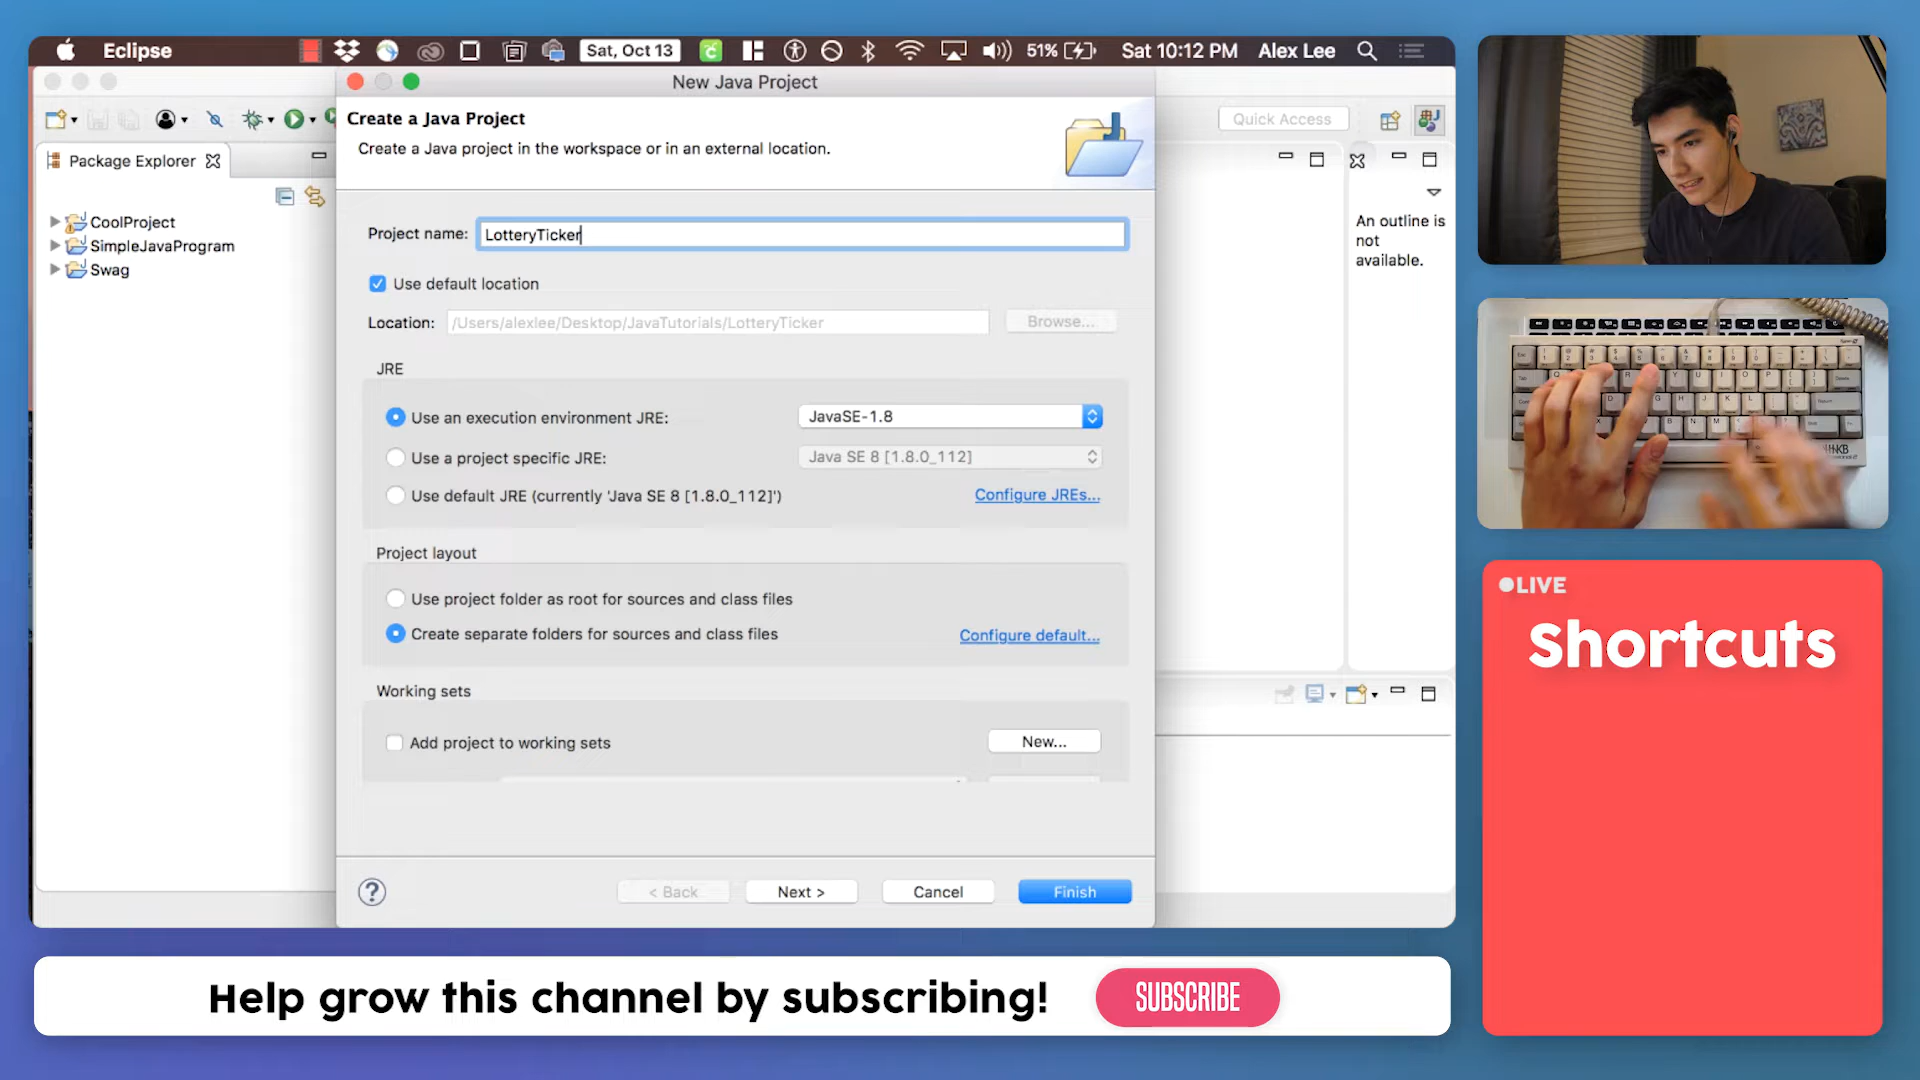 Eclipse
Sat, Oct 13
51%
Sat 10:12 PM
Alex Lee
New Java Project
Create a Java Project
Create a Java project in the workspace or in an external location.
Quick Access
Package Explorer
CoolProject
SimpleJavaProgram
Swag
An outline is
not
available.
Project name:
LotteryTicker
Use default location
Location:
/Users/alexlee/Desktop/JavaTutorials/LotteryTicker
Browse...
JRE
Use an execution environment JRE:
JavaSE-1.8
Use a project specific JRE:
Java SE 8 [1.8.0_112]
Use default JRE (currently 'Java SE 8 [1.8.0_112]')
Configure JREs...
Project layout
Use project folder as root for sources and class files
Create separate folders for sources and class files
Configure default...
Working sets
Add project to working sets
New...
?
< Back
Next >
Cancel
Finish
LIVE
Shortcuts
Help grow this channel by subscribing!
SUBSCRIBE